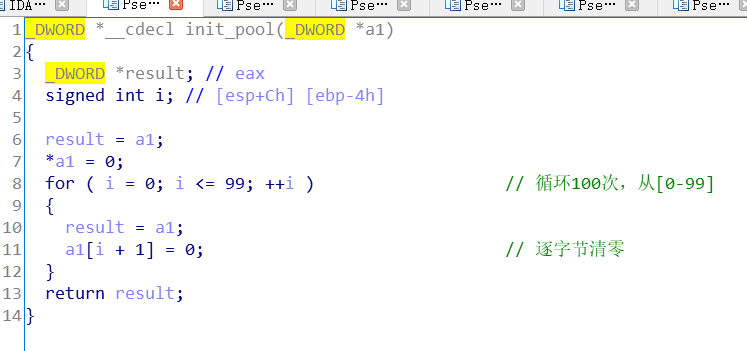 IDA… Pse… Pse… Pse… Pse… Pse… Pse…
1 _DWORD *__cdecl init_pool(_DWORD *a1)
2 {
3 _DWORD *result; // eax
4 signed int i; // [esp+Ch] [ebp-4h]
5
6 result = a1;
7 *a1 = 0;
8 for ( i = 0; i <= 99; ++i ) // 循环100次，从[0-99]
9 {
10 result = a1;
11 a1[i + 1] = 0; // 逐字节清零
12 }
13 return result;
14 }